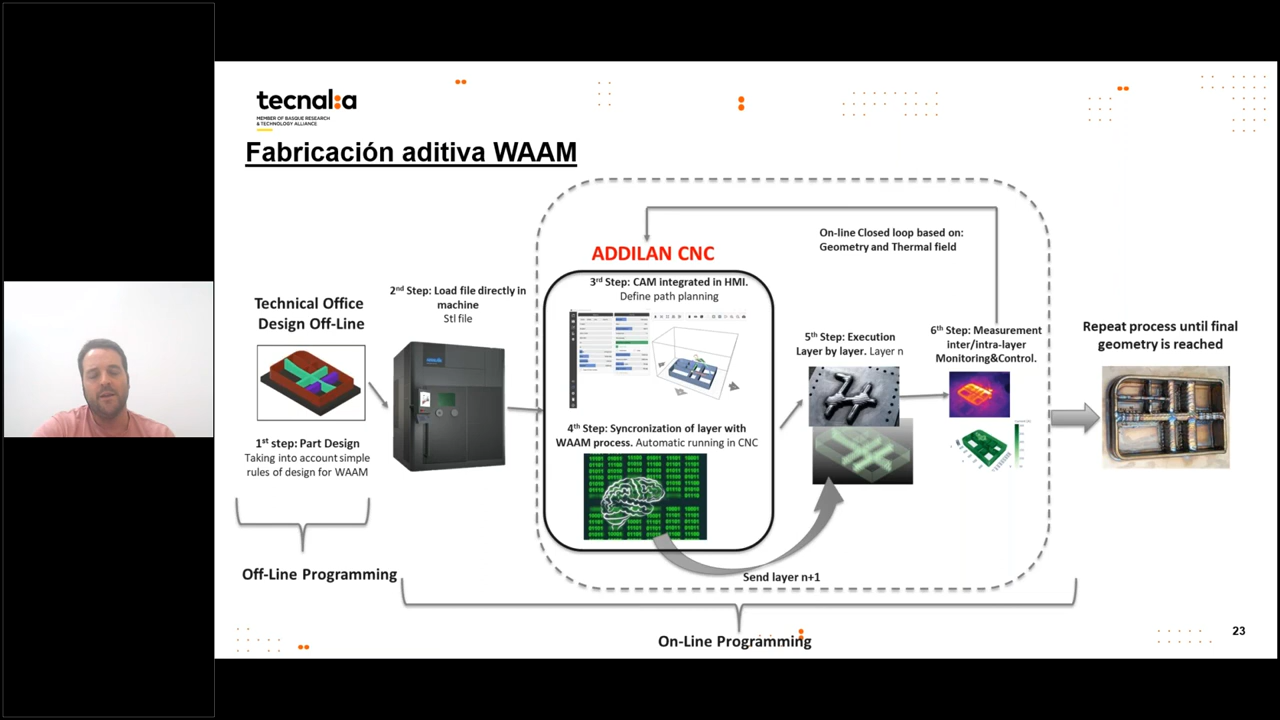 tecnal:a
MEMBER OF BASQUE RESEARCH
& TECHNOLOGY ALLIANCE
Fabricación aditiva WAAM
Technical Office
Design Off-Line
1st step: Part Design
Taking into account simple
rules of design for WAAM
Off-Line Programming
2nd Step: Load file directly in
machine
Stl file
ADDILAN CNC
3rd Step: CAM integrated in HMI.
Define path planning
4th Step: Syncronization of layer with
WAAM process. Automatic running in CNC
On-line Closed loop based on:
Geometry and Thermal field
5th Step: Execution
Layer by layer. Layer n
6th Step: Measurement
inter/intra-layer
Monitoring&Control.
Send layer n+1
Repeat process until final
geometry is reached
On-Line Programming
23